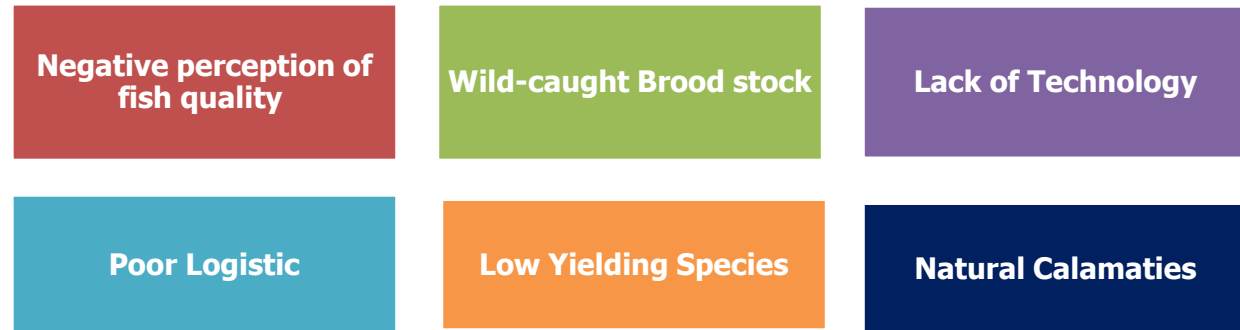 Negative perception of
fish quality
Wild-caught Brood stock
Lack of Technology
Poor Logistic
Low Yielding Species
Natural Calamaties